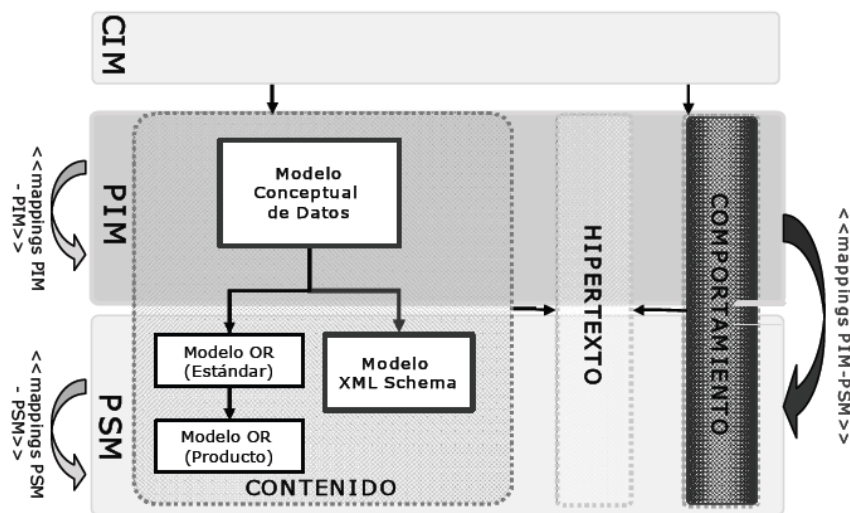 CIM
PIM
<<mappings PIM
- PIM>>
Modelo
Conceptual
de Datos
HIPERTEXTO
COMPORTAMIENTO
<<mappings PIM-PSM>>
PSM
<<mappings PSM
- PSM>>
Modelo OR
(Estándar)
Modelo
XML Schema
Modelo OR
(Producto)
CONTENIDO